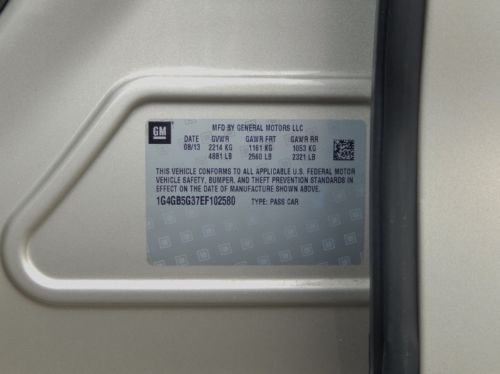 GM
MFD BY GENERAL MOTORS LLC
DATE GVWR GAWR FRT GAWR RR
08/13 2214 KG 1161 KG 1053 KG
4881 LB 2560 LB 2321 LB
THIS VEHICLE CONFORMS TO ALL APPLICABLE U.S. FEDERAL MOTOR
VEHICLE SAFETY, BUMPER, AND THEFT PREVENTION STANDARDS IN
EFFECT ON THE DATE OF MANUFACTURE SHOWN ABOVE.
1G4GB5G37EF102580 TYPE: PASS CAR